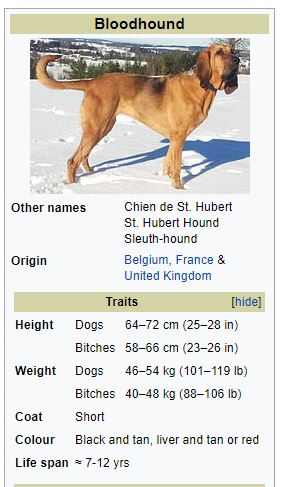 Bloodhound
Other names Chien de St. Hubert
St. Hubert Hound
Sleuth-hound
Origin Belgium, France &
United Kingdom
Traits [hide]
Height Dogs 64–72 cm (25–28 in)
Bitches 58–66 cm (23–26 in)
Weight Dogs 46–54 kg (101–119 lb)
Bitches 40–48 kg (88–106 lb)
Coat Short
Colour Black and tan, liver and tan or red
Life span ≈ 7-12 yrs